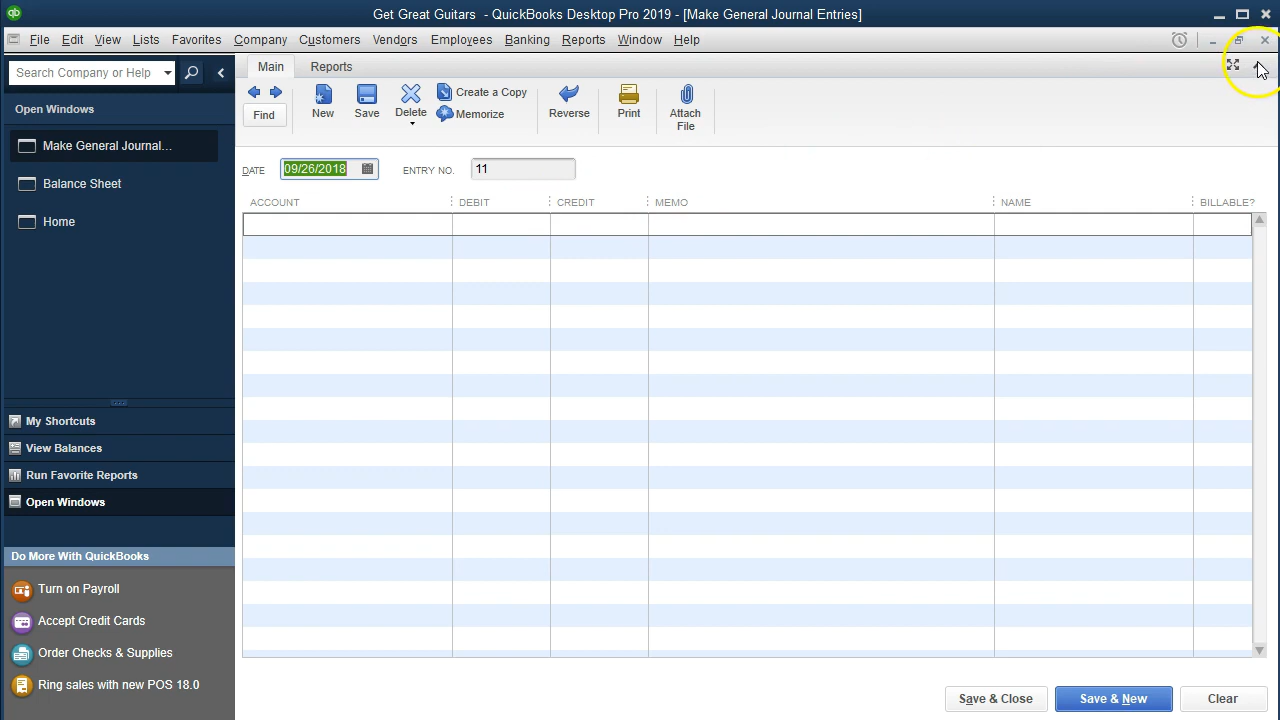 Get Great Guitars - QuickBooks Desktop Pro 2019 - [Make General Journal Entries]
File Edit View Lists Favorites Company Customers Vendors Employees Banking Reports Window Help
Search Company or Help
Open Windows
Make General Journal...
Balance Sheet
Home
My Shortcuts
View Balances
Run Favorite Reports
Open Windows
Do More With QuickBooks
Turn on Payroll
Accept Credit Cards
Order Checks & Supplies
Ring sales with new POS 18.0
Main Reports
Find
New
Save
Delete
Create a Copy
Memorize
Reverse
Print
Attach
File
DATE 09/26/2018 ENTRY NO. 11
ACCOUNT DEBIT CREDIT MEMO NAME BILLABLE?
Save & Close Save & New Clear